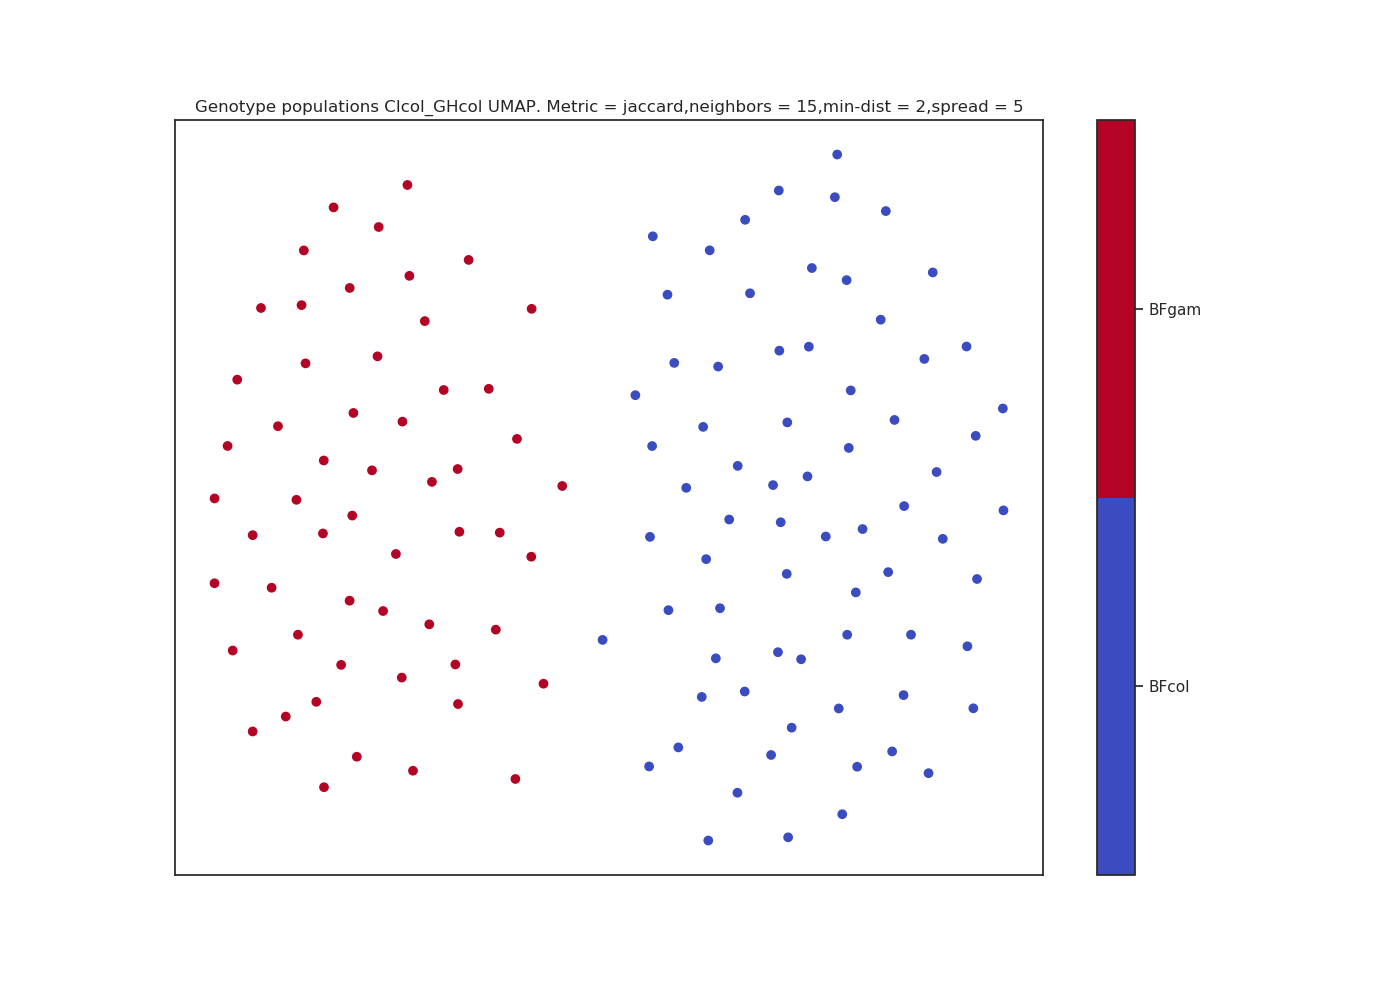 Genotype populations CIcol_GHcol UMAP. Metric = jaccard,neighbors = 15,min-dist = 2,spread = 5
BFgam
BFcol